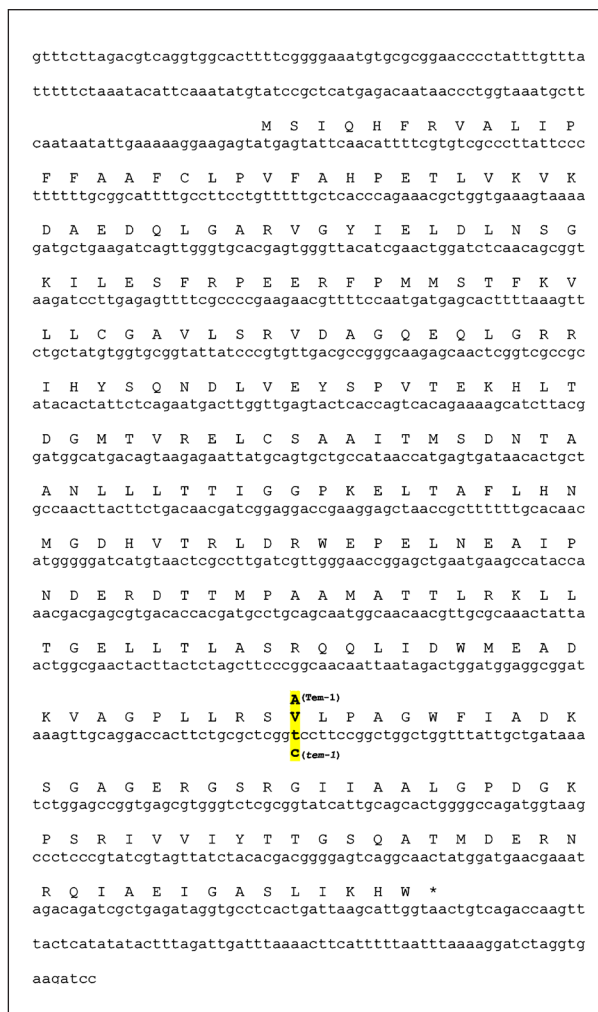 gtttcttagacgtcaggtggcacttttcggggaaatgtgcgcggaacccctatttgttta
tttttctaaatacattcaaatatgtatccgctcatgagacaataaccctggtaaatgctt
M S I Q H F R V A L I P
caataatattgaaaaaggaagagtatgagtattcaacattttcgtgtcgcccttattccc
F F A A F C L P V F A H P E T L V K V K
ttttttgcggcattttgccttcctgtttttgctcacccagaaacgctggtgaaagtaaaa
D A E D Q L G A R V G Y I E L D L N S G
gatgctgaagatcagttgggtgcacgagtgggttacatcgaactggatctcaacagcggt
K I L E S F R P E E R F P M M S T F K V
aagatccttgagagttttcgccccgaagaacgttttccaatgatgagcacttttaaagtt
L L C G A V L S R V D A G Q E Q L G R R
ctgctatgtggtgcggtattatcccgtgttgacgccgggcaagagcaactcggtcgccgc
I H Y S Q N D L V E Y S P V T E K H L T
atacactattctcagaatgacttggttgagtactcaccagtcacagaaaagcatcttacg
D G M T V R E L C S A A I T M S D N T A
gatggcatgacagtaagagaattatgcagtgctgccataaccatgagtgataacactgct
A N L L L T T I G G P K E L T A F L H N
gccaacttacttctgacaacgatcggaggaccgaaggagctaaccgcttttttgcacaac
M G D H V T R L D R W E P E L N E A I P
atgggggatcatgtaactcgccttgatcgttgggaaccggagctgaatgaagccatacca
N D E R D T T M P A A M A T T L R K L L
aacgacgagcgtgacaccacgatgcctgcagcaatggcaacaacgttgcgcaaactatta
T G E L L T L A S R Q Q L I D W M E A D
actggcgaactacttactctagcttcccggcaacaattaatagactggatggaggcggat
A (Tem-1)
K V A G P L L R S V L P A G W F I A D K
aaagttgcaggaccacttctgcgctcggtccttccggctggctggtttattgctgataaa
c (tem-1)
S G A G E R G S R G I I A A L G P D G K
tctggagccggtgagcgtgggtctcgcggtatcattgcagcactggggccagatggtaag
P S R I V V I Y T T G S Q A T M D E R N
ccctcccgtatcgtagttatctacacgacggggagtcaggcaactatggatgaacgaaat
R Q I A E I G A S L I K H W *
agacagatcgctgagataggtgcctcactgattaagcattggtaactgtcagaccaagtt
tactcatatatactttagattgatttaaaacttcatttttaatttaaaaggatctaggtg
aagatcc